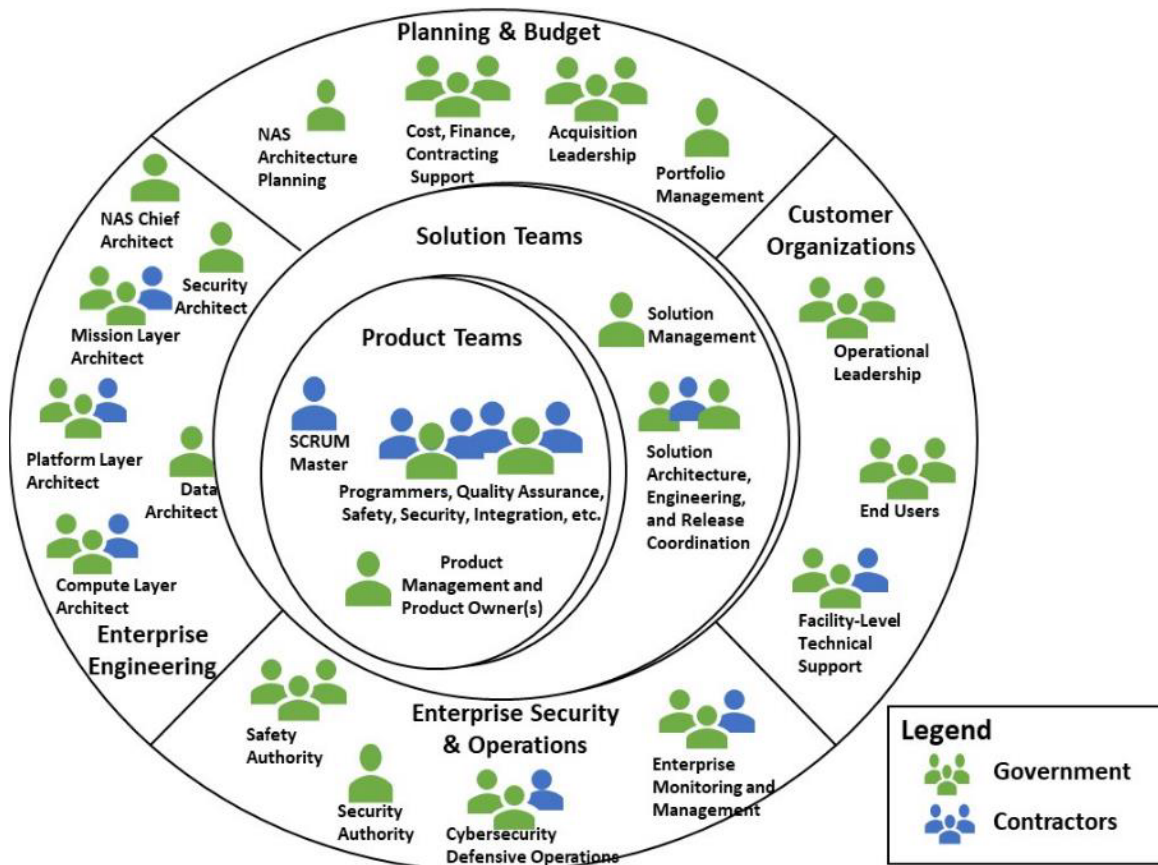 Planning & Budget
NAS
Architecture
Planning
Cost, Finance,
Contracting
Support
Acquisition
Leadership
Portfolio
Management
NAS Chief
Architect
Security
Architect
Mission Layer
Architect
Platform Layer
Architect
Data
Architect
Compute Layer
Architect
Enterprise
Engineering
Solution Teams
Solution
Management
Solution
Architecture,
Engineering,
and Release
Coordination
Product Teams
SCRUM
Master
Programmers, Quality Assurance,
Safety, Security, Integration, etc.
Product
Management and
Product Owner(s)
Customer
Organizations
Operational
Leadership
End Users
Facility-Level
Technical
Support
Enterprise Security
& Operations
Safety
Authority
Security
Authority
Cybersecurity
Defensive Operations
Enterprise
Monitoring and
Management
Legend
Government
Contractors